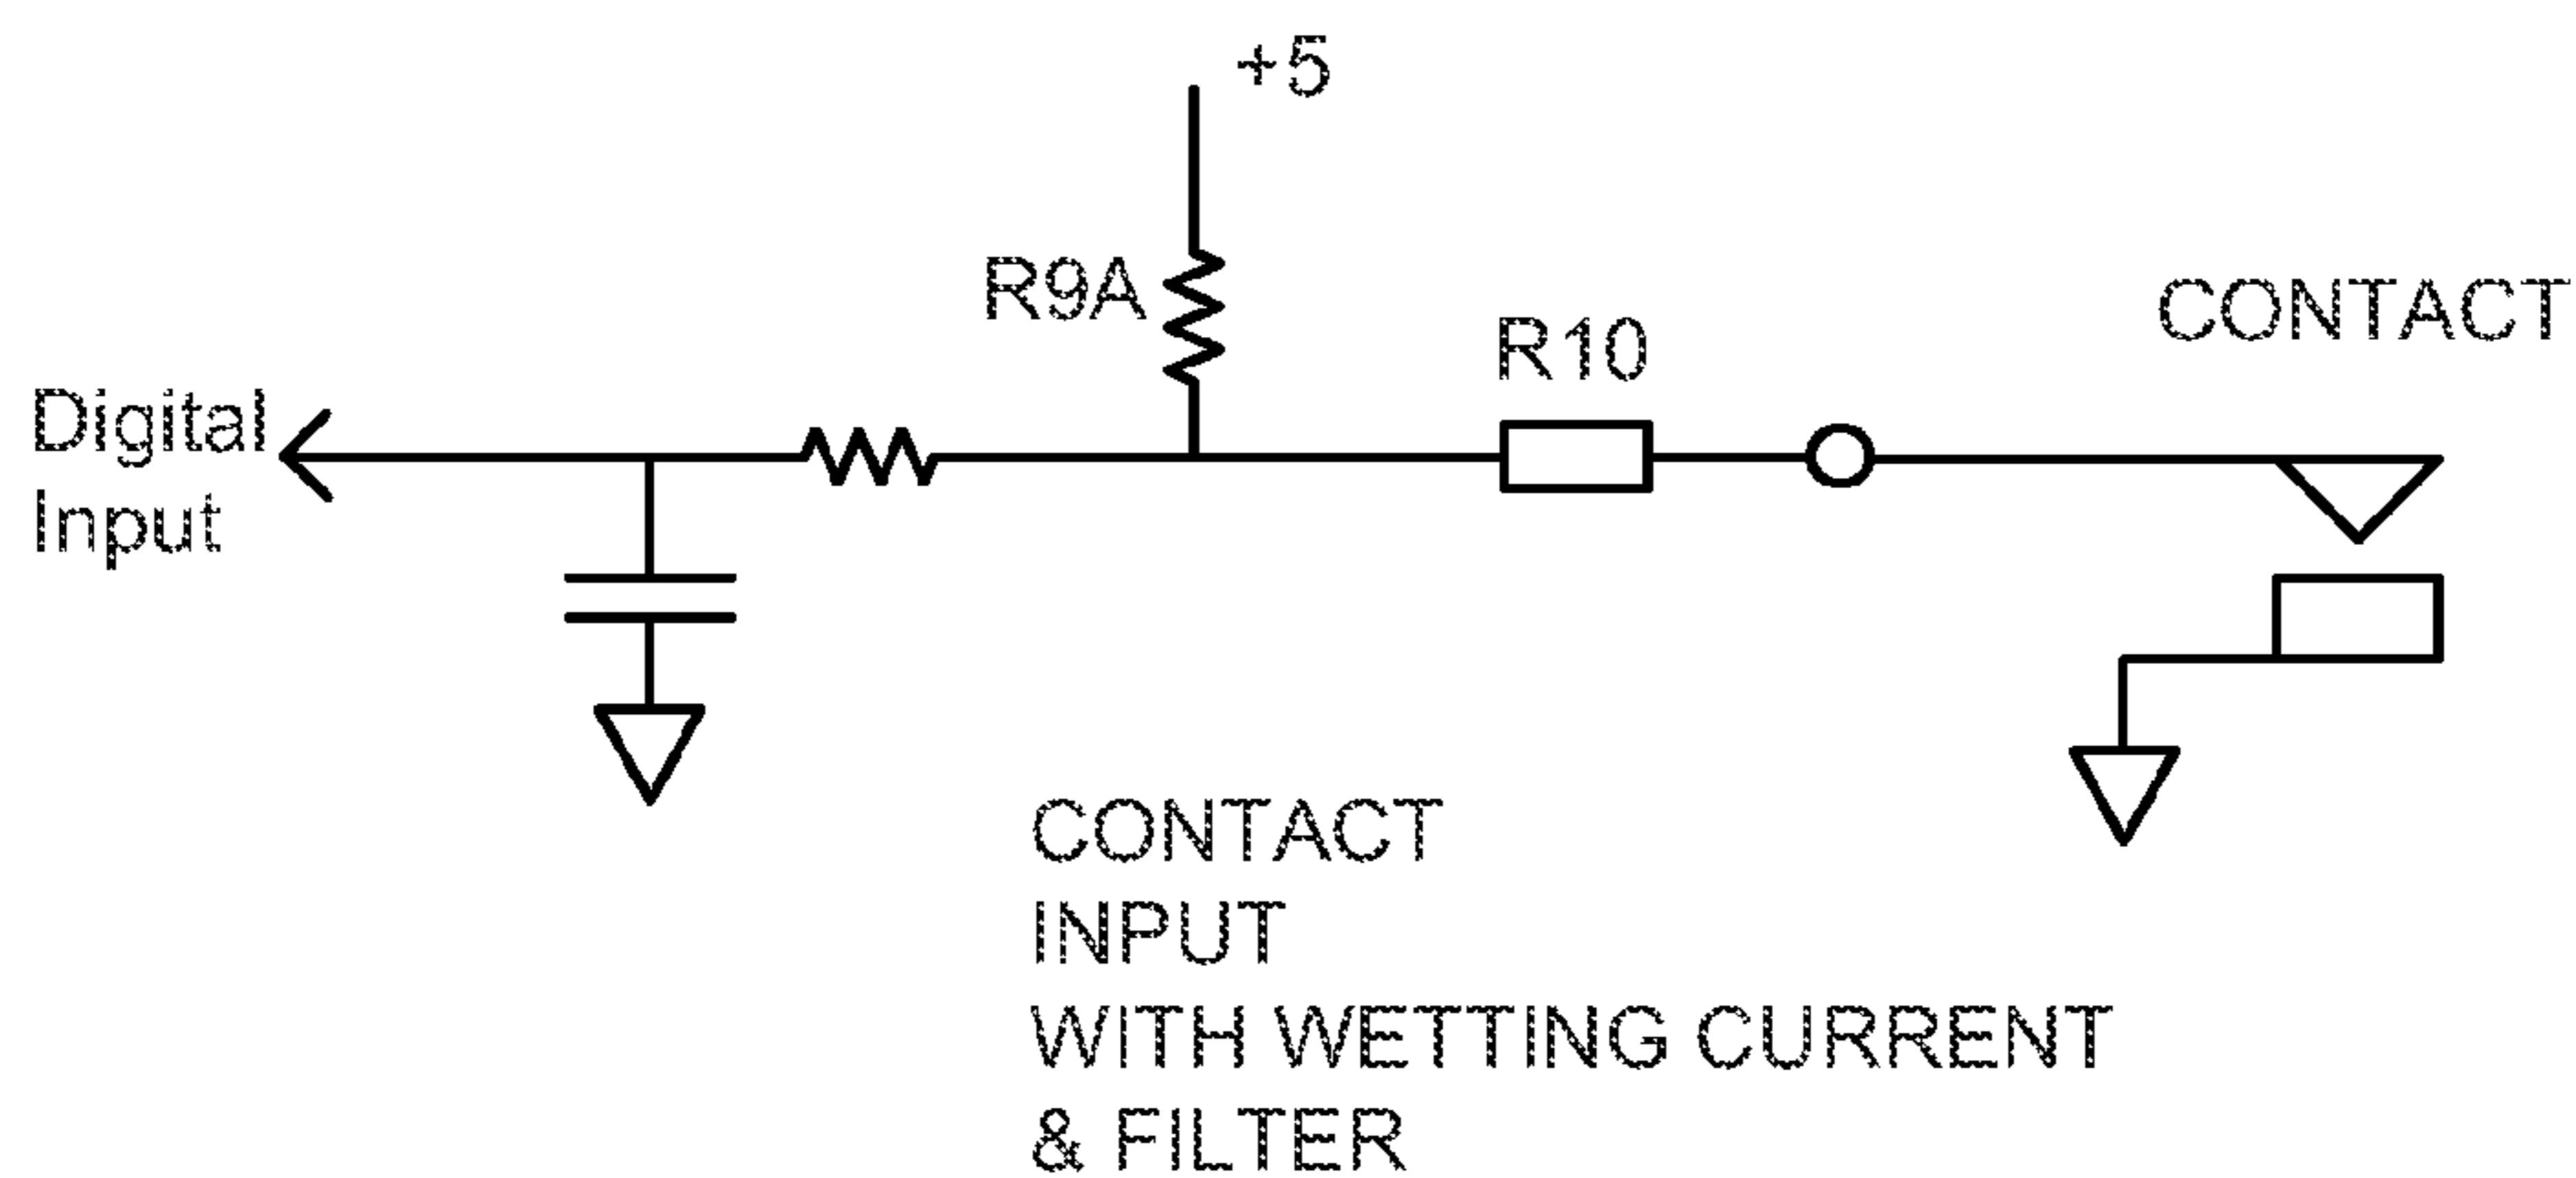 +5
R9A
R10
CONTACT
Digital
Input
CONTACT
INPUT
WITH WETTING CURRENT
& FILTER